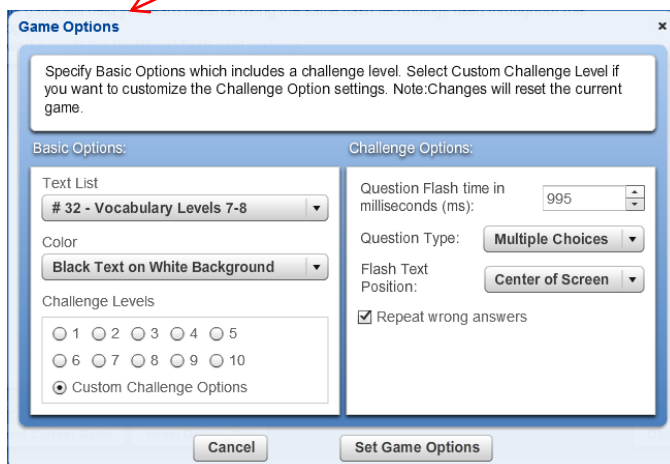 Game Options
x
Specify Basic Options which includes a challenge level. Select Custom Challenge Level if
you want to customize the Challenge Option settings. Note:Changes will reset the current
game.
Basic Options:
Challenge Options:
Text List
# 32 - Vocabulary Levels 7-8
Color
Black Text on White Background
Challenge Levels
1 2 3 4 5
6 7 8 9 10
Custom Challenge Options
Question Flash time in
milliseconds (ms):
995
Question Type:
Multiple Choices
Flash Text
Position:
Center of Screen
Repeat wrong answers
Cancel
Set Game Options